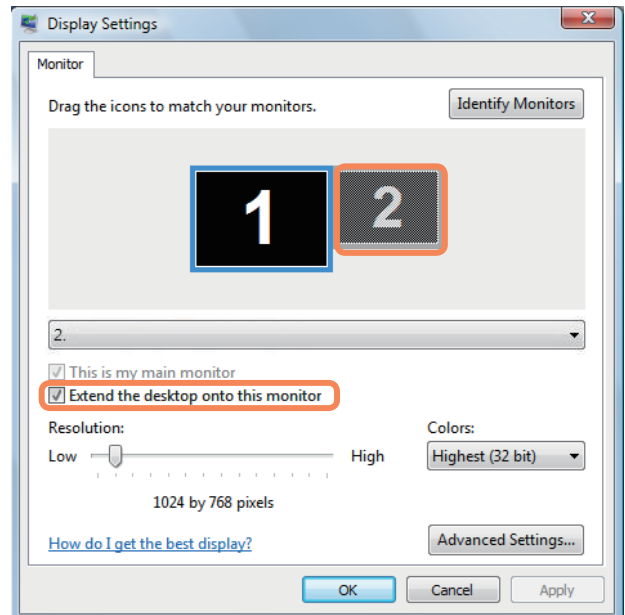 Display Settings
Monitor
Drag the icons to match your monitors.
Identify Monitors
1
2
2.
This is my main monitor
Extend the desktop onto this monitor
Resolution:
Colors:
Low
High
Highest (32 bit)
1024 by 768 pixels
How do I get the best display?
Advanced Settings...
OK
Cancel
Apply